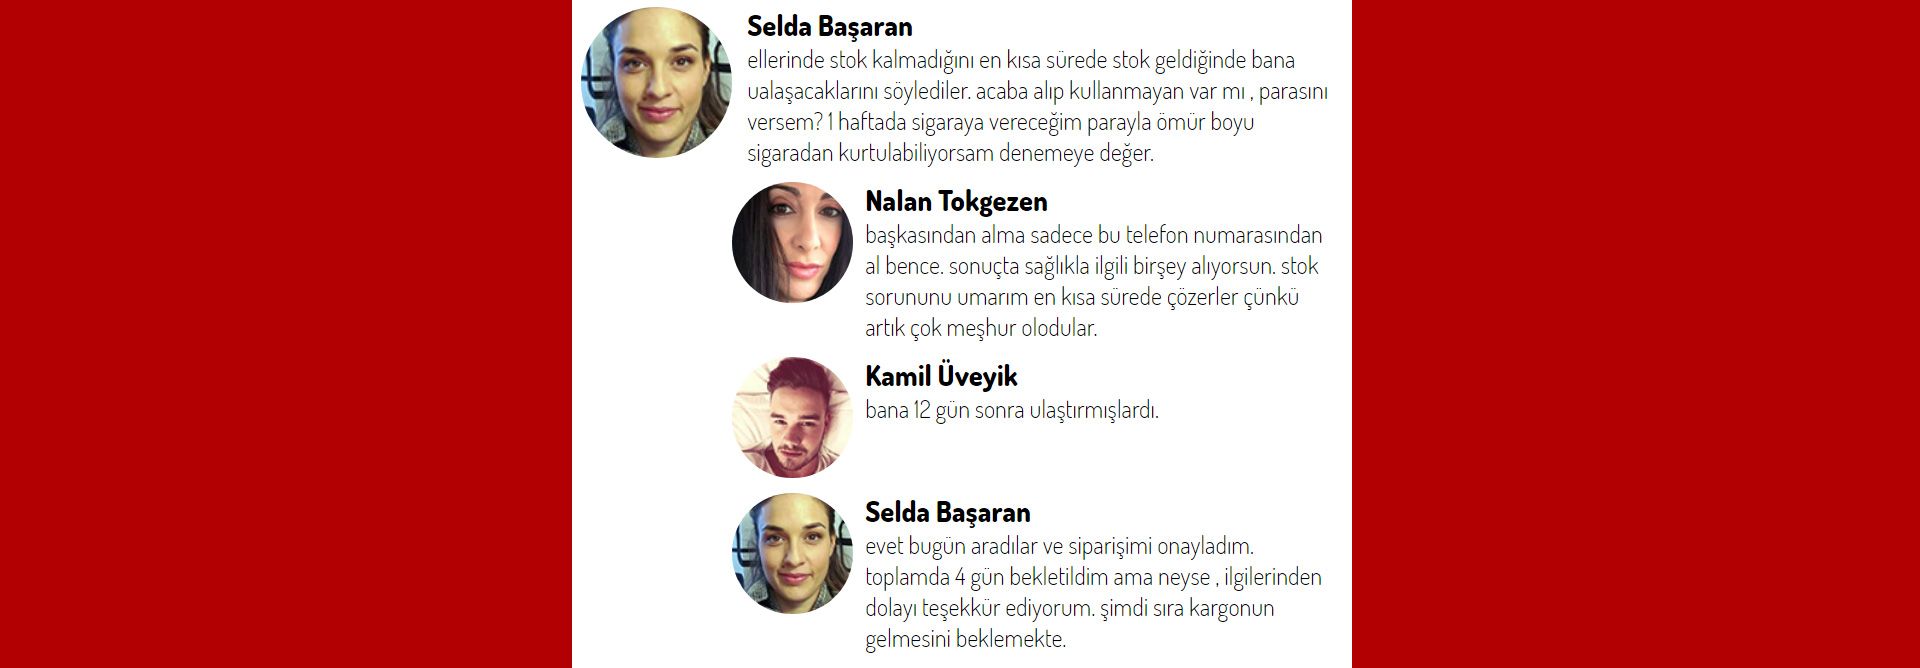 Selda Başaran
ellerinde stok kalmadığını en kısa sürede stok geldiğinde bana
ualaşacaklarını söylediler. acaba alıp kullanmayan var mı , parasını
versem? 1 haftada sigaraya vereceğim parayla ömür boyu
sigaradan kurtulabiliyorsam denemeye değer.
Nalan Tokgezen
başkasından alma sadece bu telefon numarasından
al bence. sonuçta sağlıkla ilgili birşey alıyorsun. stok
sorununu umarım en kısa sürede çözerler çünkü
artık çok meşhur olodular.
Kamil Üveyik
bana 12 gün sonra ulaştırmışlardı.
Selda Başaran
evet bugün aradılar ve siparişimi onayladım.
toplamda 4 gün bekletildim ama neyse , ilgilerinden
dolayı teşekkür ediyorum. şimdi sıra kargonun
gelmesini beklemekte.